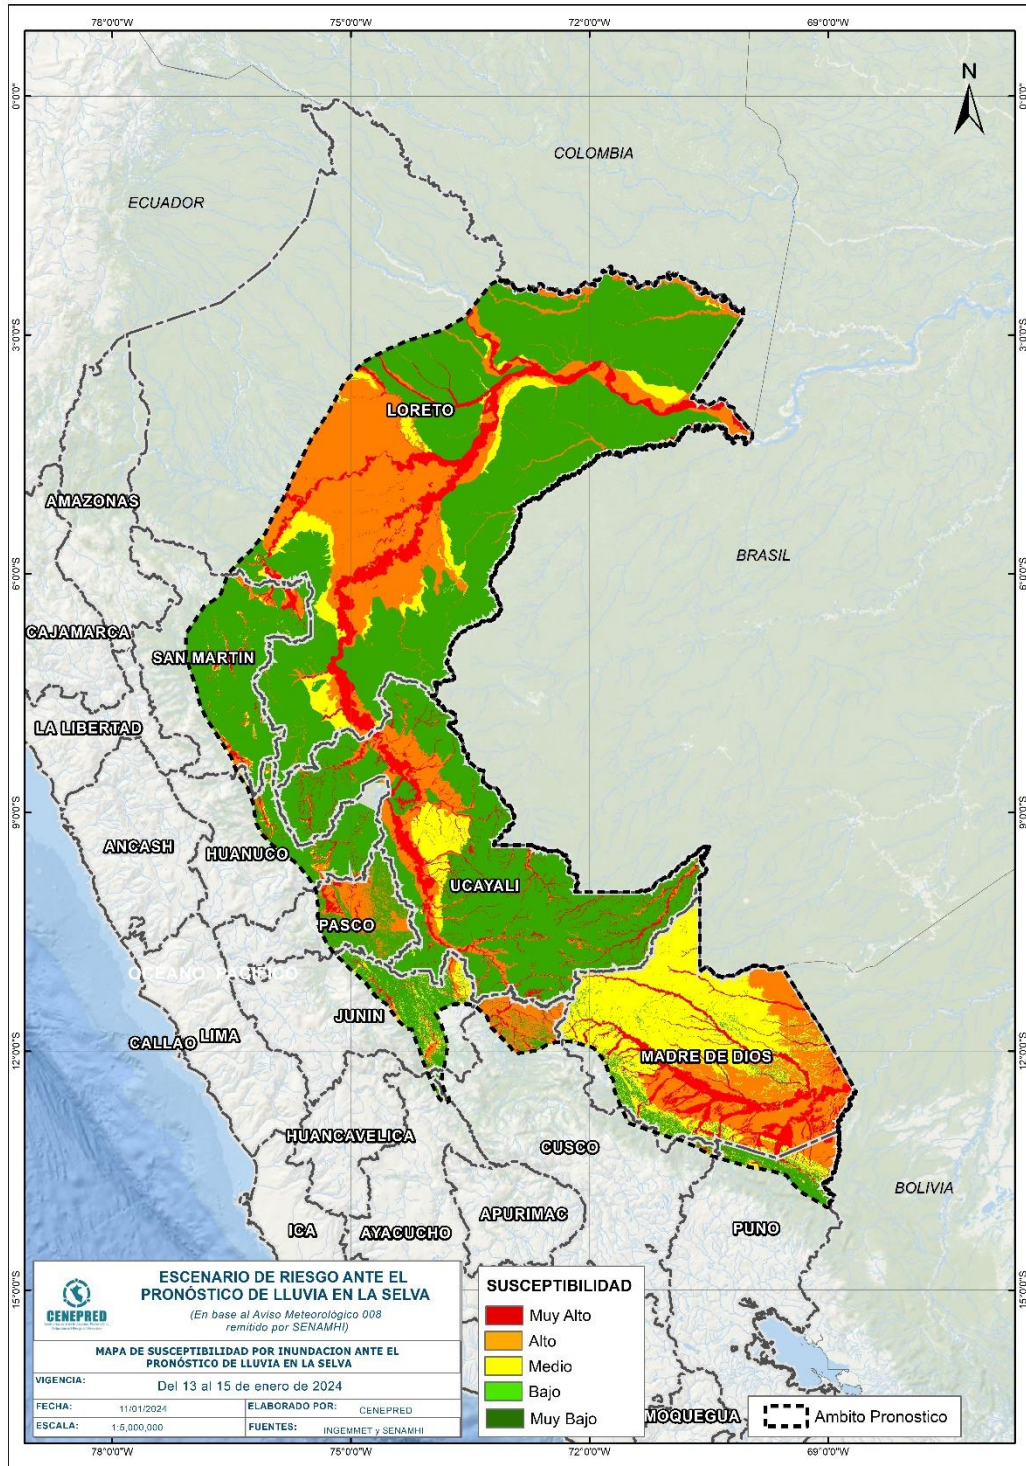 78°0'0"W 75°0'0"W 72°0'0"W 69°0'0"W
N
0°0'0" 0°0'0"
COLOMBIA
ECUADOR
3°0'0"S 3°0'0"S
LORETO
AMAZONAS
BRASIL
6°0'0"S 6°0'0"S
CAJAMARCA
SAN MARTIN
LA LIBERTAD
9°0'0"S 9°0'0"S
ANCASH
HUANUCO
UCAYALI
PASCO
OCEANO PACIFICO
JUNIN
LIMA
CALLAO
12°0'0"S 12°0'0"S
MADRE DE DIOS
HUANCAVELICA
CUSCO
BOLIVIA
APURIMAC
ICA
AYACUCHO
PUNO
15°0'0"S 15°0'0"S
MOQUEGUA
CENEPRED
ESCENARIO DE RIESGO ANTE EL
PRONÓSTICO DE LLUVIA EN LA SELVA
(En base al Aviso Meteorológico 008
remitido por SENAMHI)
MAPA DE SUSCEPTIBILIDAD POR INUNDACION ANTE EL
PRONÓSTICO DE LLUVIA EN LA SELVA
VIGENCIA: Del 13 al 15 de enero de 2024
FECHA: 11/01/2024 ELABORADO POR: CENEPRED
ESCALA: 1:5,000,000 FUENTES: INGEMMET y SENAMHI
SUSCEPTIBILIDAD
Muy Alto
Alto
Medio
Bajo
Muy Bajo
Ambito Pronostico
78°0'0"W 75°0'0"W 72°0'0"W 69°0'0"W